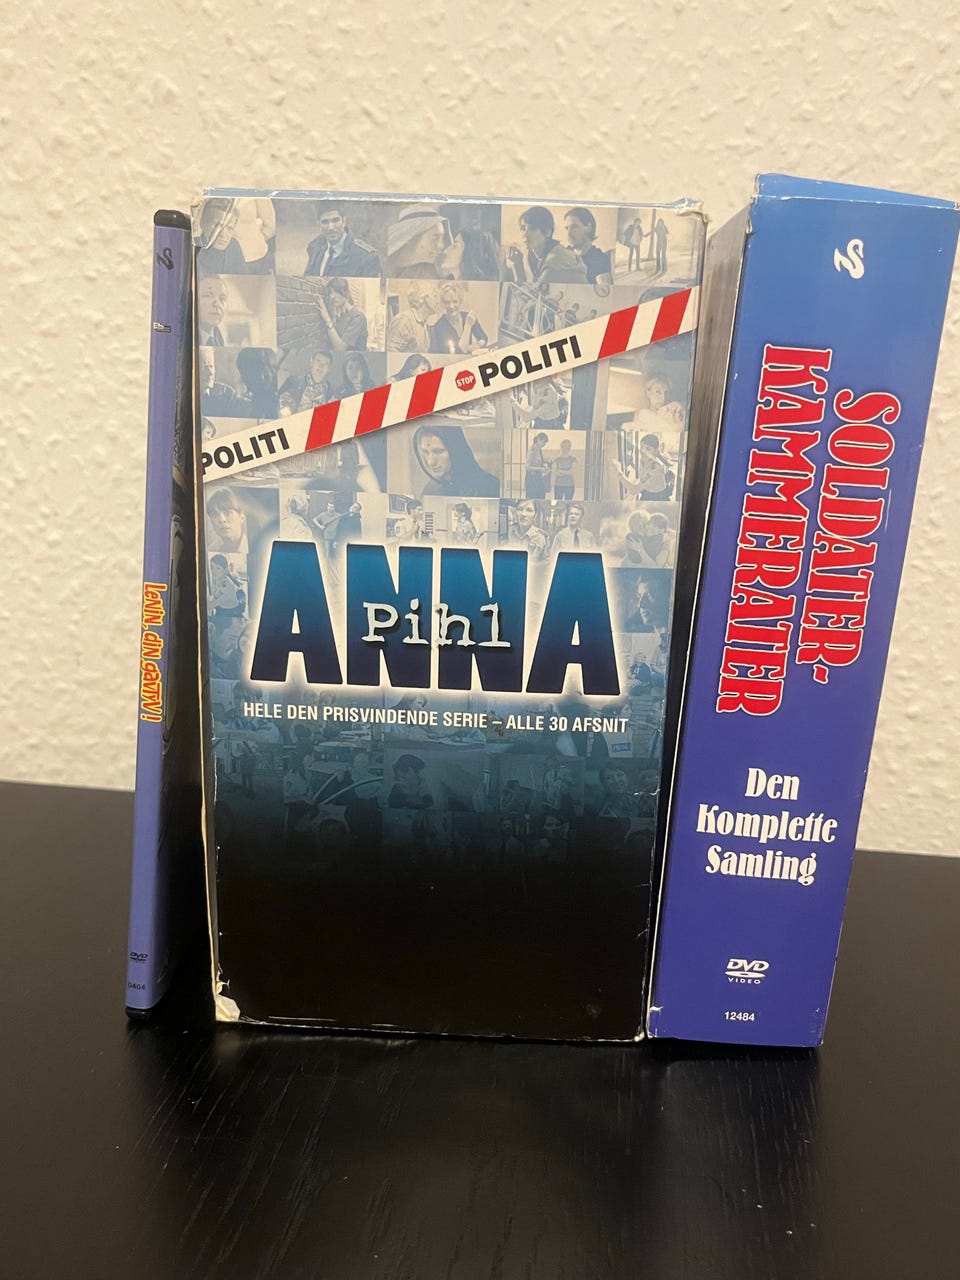 Lenin, din gavtyv!
DVD
0404
POLITI STOP POLITI
ANNA
Pihl
HELE DEN PRISVINDENDE SERIE – ALLE 30 AFSNIT
SOLDATER-
KAMMERATER
Den
Komplette
Samling
DVD
VIDEO
12484